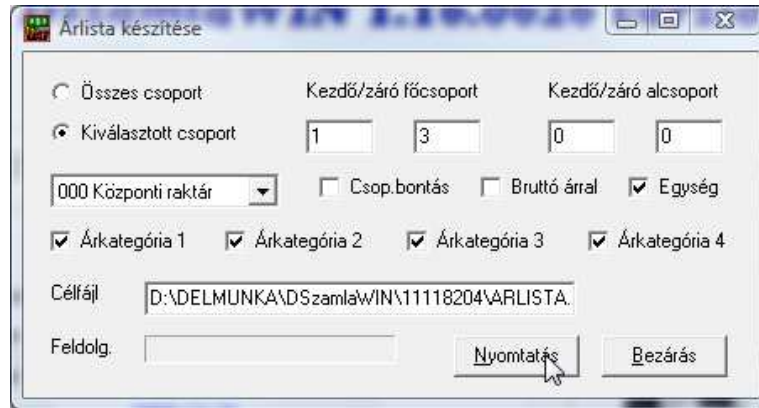 Árlista készítése
Összes csoport Kezdő/záró főcsoport Kezdő/záró alcsoport
Kiválasztott csoport 1 3 0 0
000 Központi raktár Csop.bontás Bruttó árral Egység
Árkategória 1 Árkategória 2 Árkategória 3 Árkategória 4
Célfájl D:\DELMUNKA\DSzamlaWIN\11118204\ARLISTA.
Feldolg. Nyomtatás Bezárás